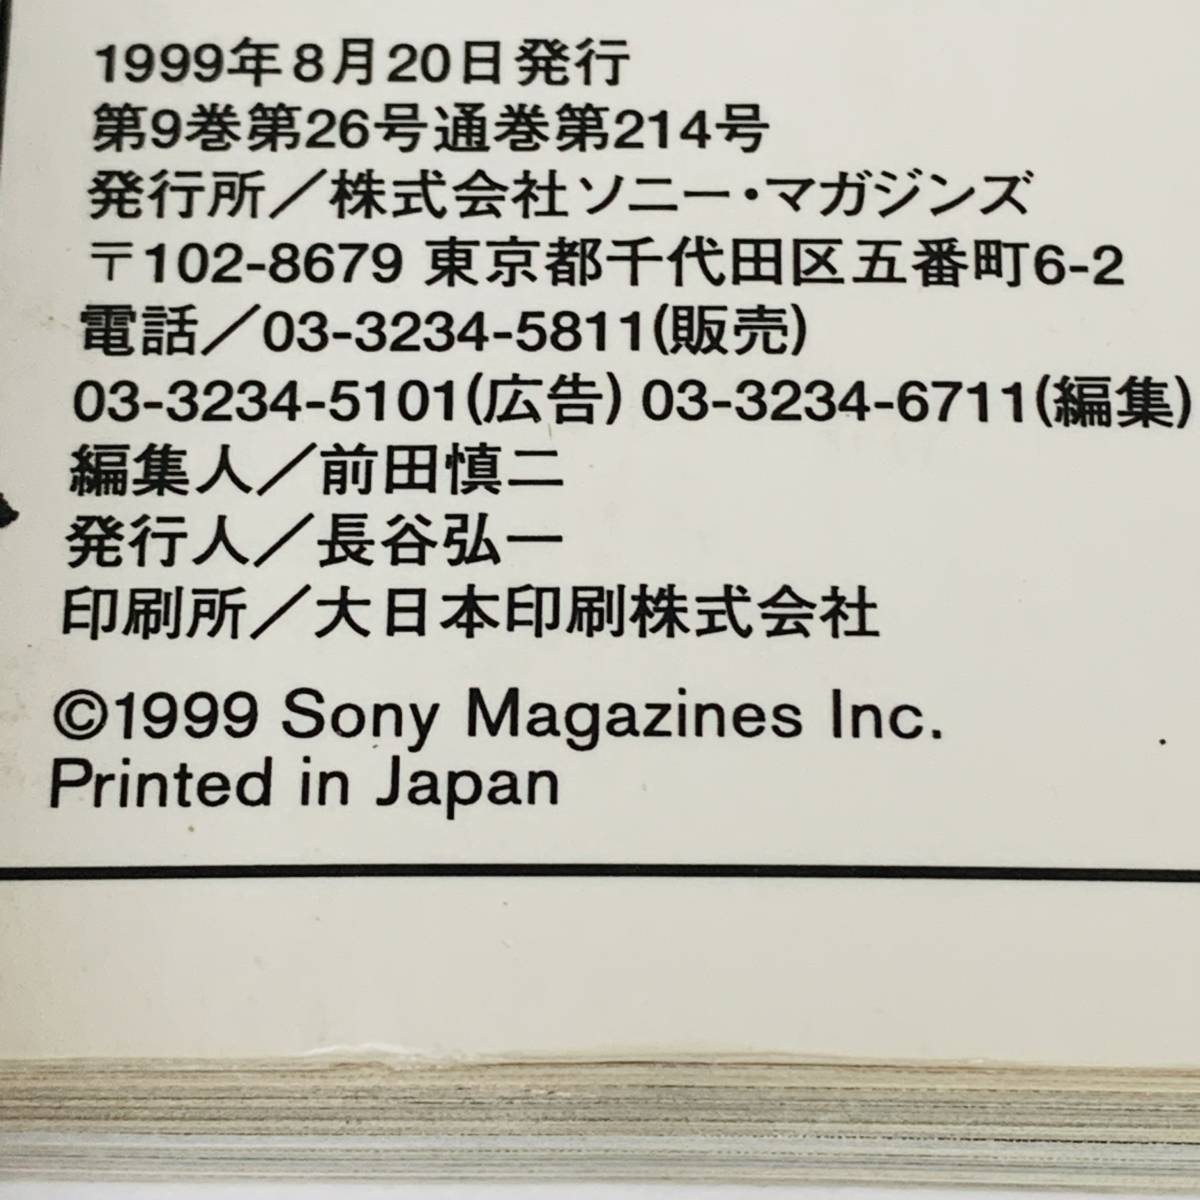 1999年8月20日発行
第9巻第26号通巻第214号
発行所／株式会社ソニー・マガジンズ
〒102-8679 東京都千代田区五番町6-2
電話／03-3234-5811(販売)
03-3234-5101(広告) 03-3234-6711(編集)
編集人／前田慎二
発行人／長谷弘一
印刷所／大日本印刷株式会社
©1999 Sony Magazines Inc.
Printed in Japan